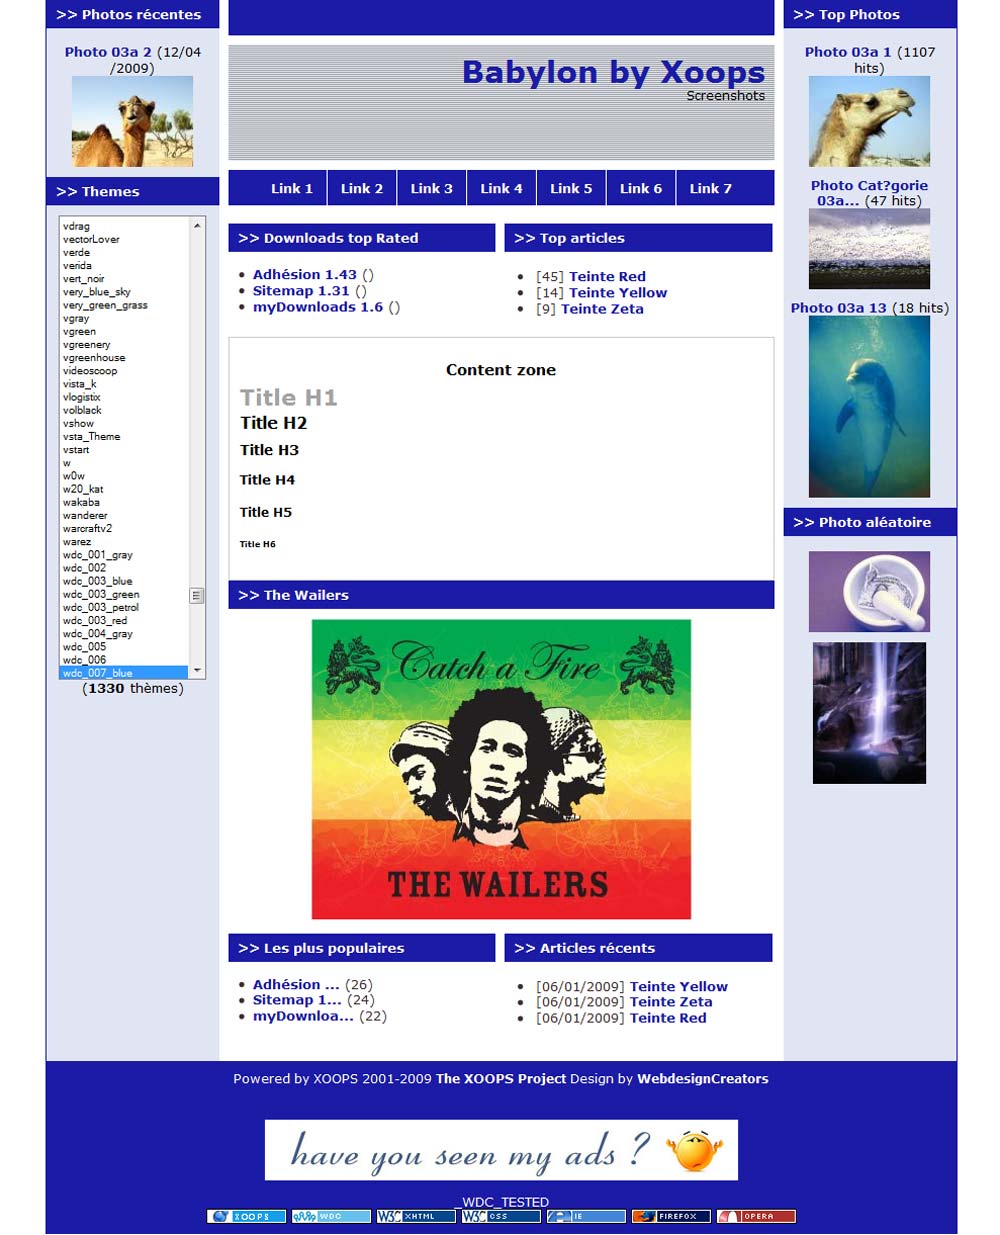 >> Photos récentes
Photo 03a 2 (12/04
/2009)
>> Themes
vdrag
vectorLover
verde
verida
vert_noir
very_blue_sky
very_green_grass
vgray
vgreen
vgreenery
vgreenhouse
videoscoop
vista_k
vlogistix
volblack
vshow
vsta_Theme
vstart
w
w0w
w20_kat
wakaba
wanderer
warcraftv2
warez
wdc_001_gray
wdc_002
wdc_003_blue
wdc_003_green
wdc_003_petrol
wdc_003_red
wdc_004_gray
wdc_005
wdc_006
wdc_007_blue
(1330 thèmes)
Babylon by Xoops
Screenshots
Link 1 Link 2 Link 3 Link 4 Link 5 Link 6 Link 7
>> Downloads top Rated
Adhésion 1.43 ()
Sitemap 1.31 ()
myDownloads 1.6 ()
>> Top articles
[45] Teinte Red
[14] Teinte Yellow
[9] Teinte Zeta
Content zone
Title H1
Title H2
Title H3
Title H4
Title H5
Title H6
>> The Wailers
Catch a Fire
THE WAILERS
>> Les plus populaires
Adhésion ... (26)
Sitemap 1... (24)
myDownloa... (22)
>> Articles récents
[06/01/2009] Teinte Yellow
[06/01/2009] Teinte Zeta
[06/01/2009] Teinte Red
>> Top Photos
Photo 03a 1 (1107
hits)
Photo Cat?gorie
03a... (47 hits)
Photo 03a 13 (18 hits)
>> Photo aléatoire
Powered by XOOPS 2001-2009 The XOOPS Project Design by WebdesignCreators
have you seen my ads ?
_WDC_TESTED
XOOPS WDC W3C XHTML W3C CSS IE FIREFOX OPERA